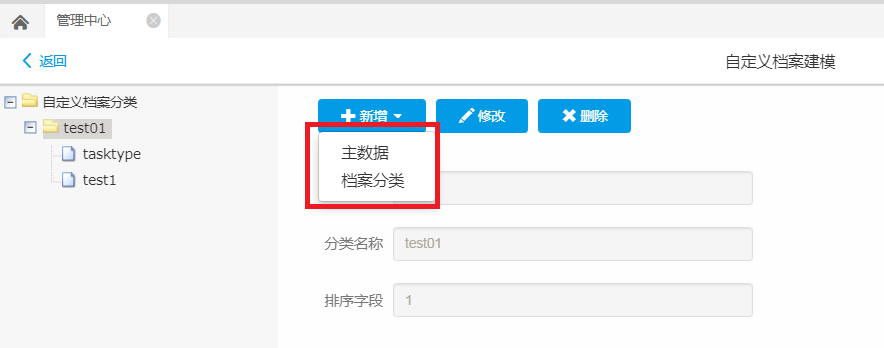 管理中心
返回
自定义档案建模
自定义档案分类
test01
tasktype
test1
新增
修改
删除
主数据
档案分类
分类名称
test01
排序字段
1